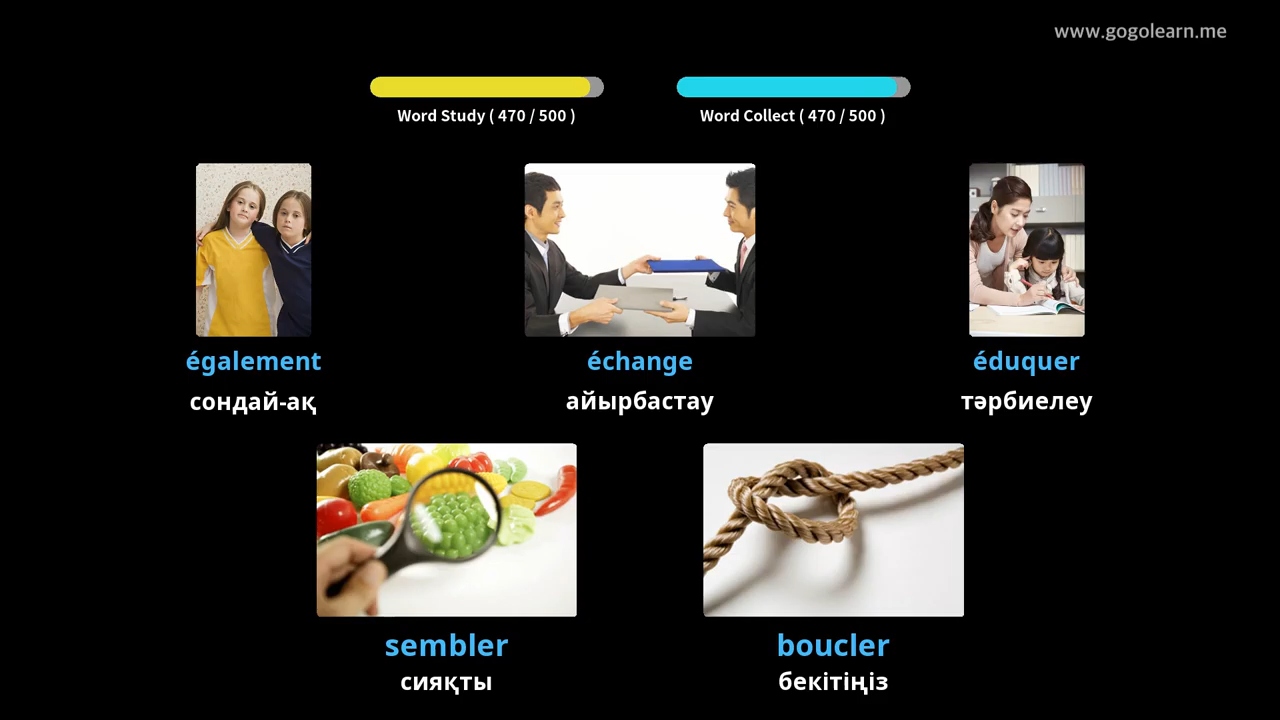 www.gogolearn.me
Word Study ( 470 / 500 )
Word Collect ( 470 / 500 )
également
échange
éduquer
сондай-ақ
айырбастау
тәрбиелеу
sembler
boucler
сияқты
бекітіңіз